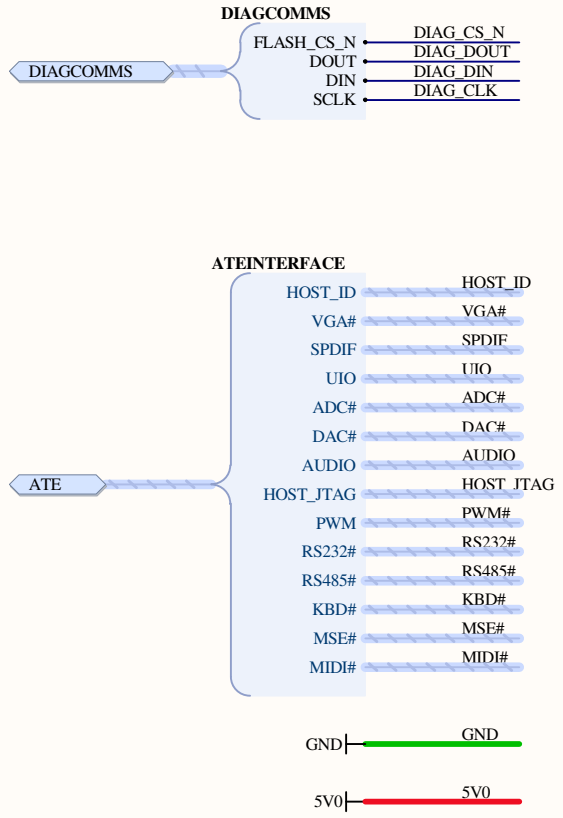 DIAGCOMMS
FLASH_CS_N DIAG_CS_N
DOUT DIAG_DOUT
DIAGCOMMS DIN DIAG_DIN
SCLK DIAG_CLK
ATEINTERFACE
HOST_ID HOST_ID
VGA# VGA#
SPDIF SPDIF
UIO UIO
ADC# ADC#
DAC# DAC#
AUDIO AUDIO
ATE HOST_JTAG HOST_JTAG
PWM PWM#
RS232# RS232#
RS485# RS485#
KBD# KBD#
MSE# MSE#
MIDI# MIDI#
GND GND
5V0 5V0